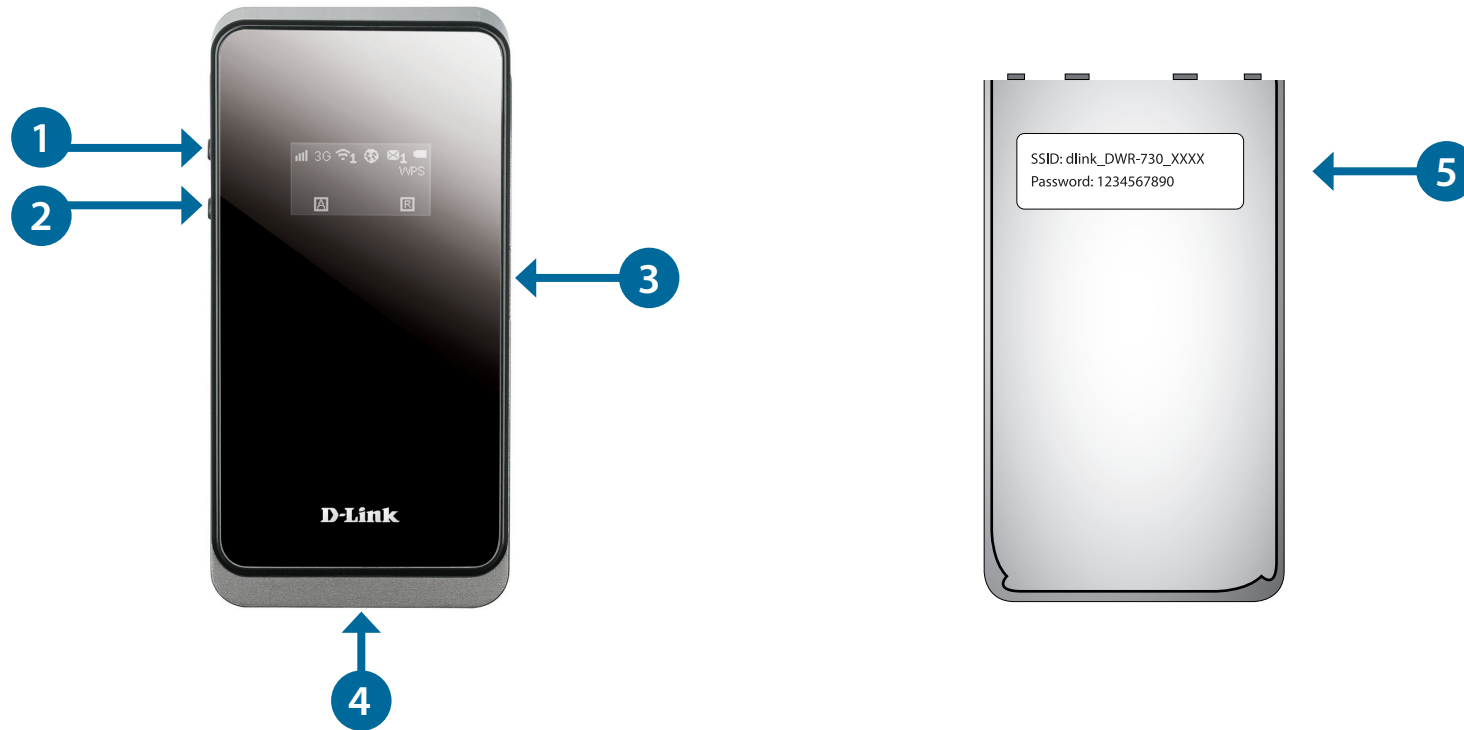 1
2
3G 1 1
WPS
A R
3
D-Link
4
SSID: dlink_DWR-730_XXXX
Password: 1234567890
5